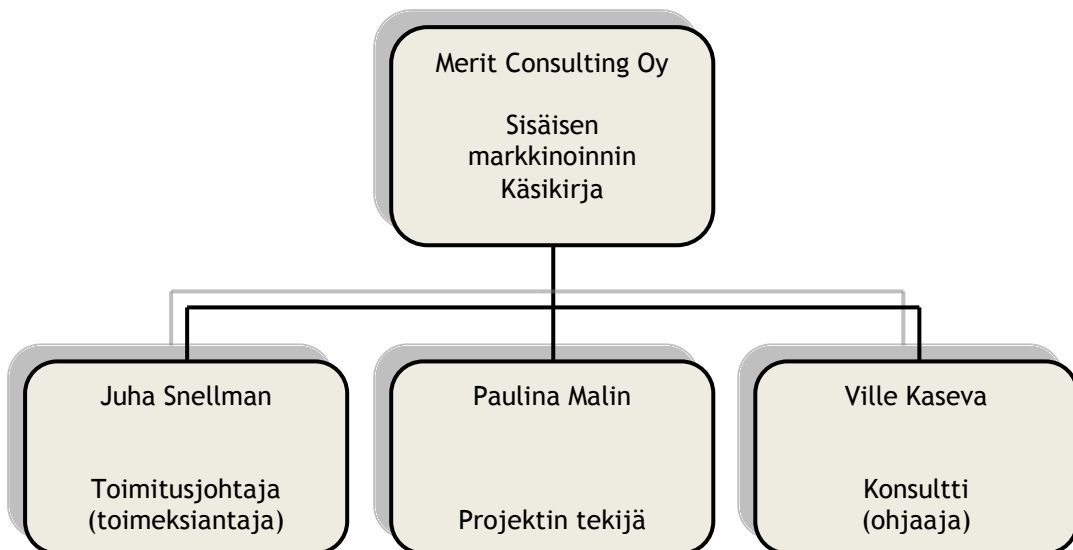 Merit Consulting Oy
Sisäisen
markkinoinnin
Käsikirja
Juha Snellman
Toimitusjohtaja
(toimeksiantaja)
Paulina Malin
Projektin tekijä
Ville Kaseva
Konsultti
(ohjaaja)